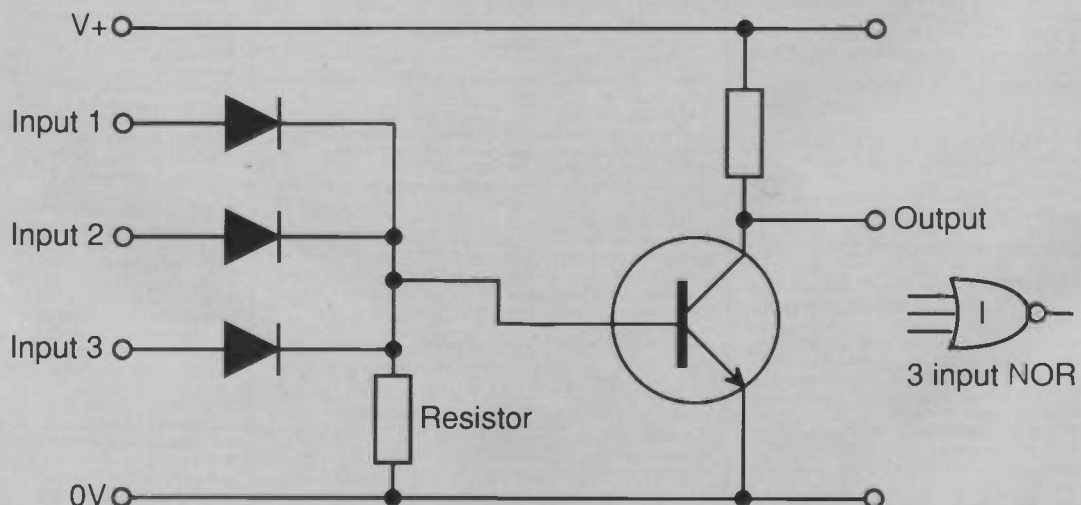 V+
Input 1
Input 2
Output
Input 3
3 input NOR
Resistor
0V